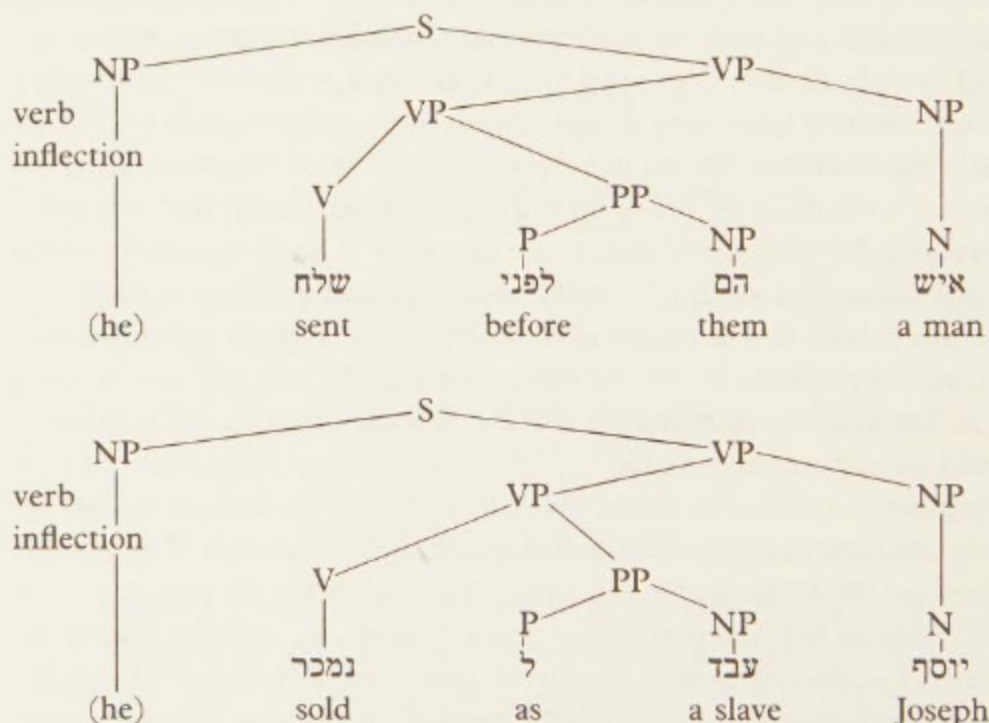 S
NP VP
verb VP NP
inflection
V PP
P NP N
שלח לפני הם איש
(he) sent before them a man
S
NP VP
verb VP NP
inflection
V PP
P NP N
נמכר ל עבד יוסף
(he) sold as a slave Joseph